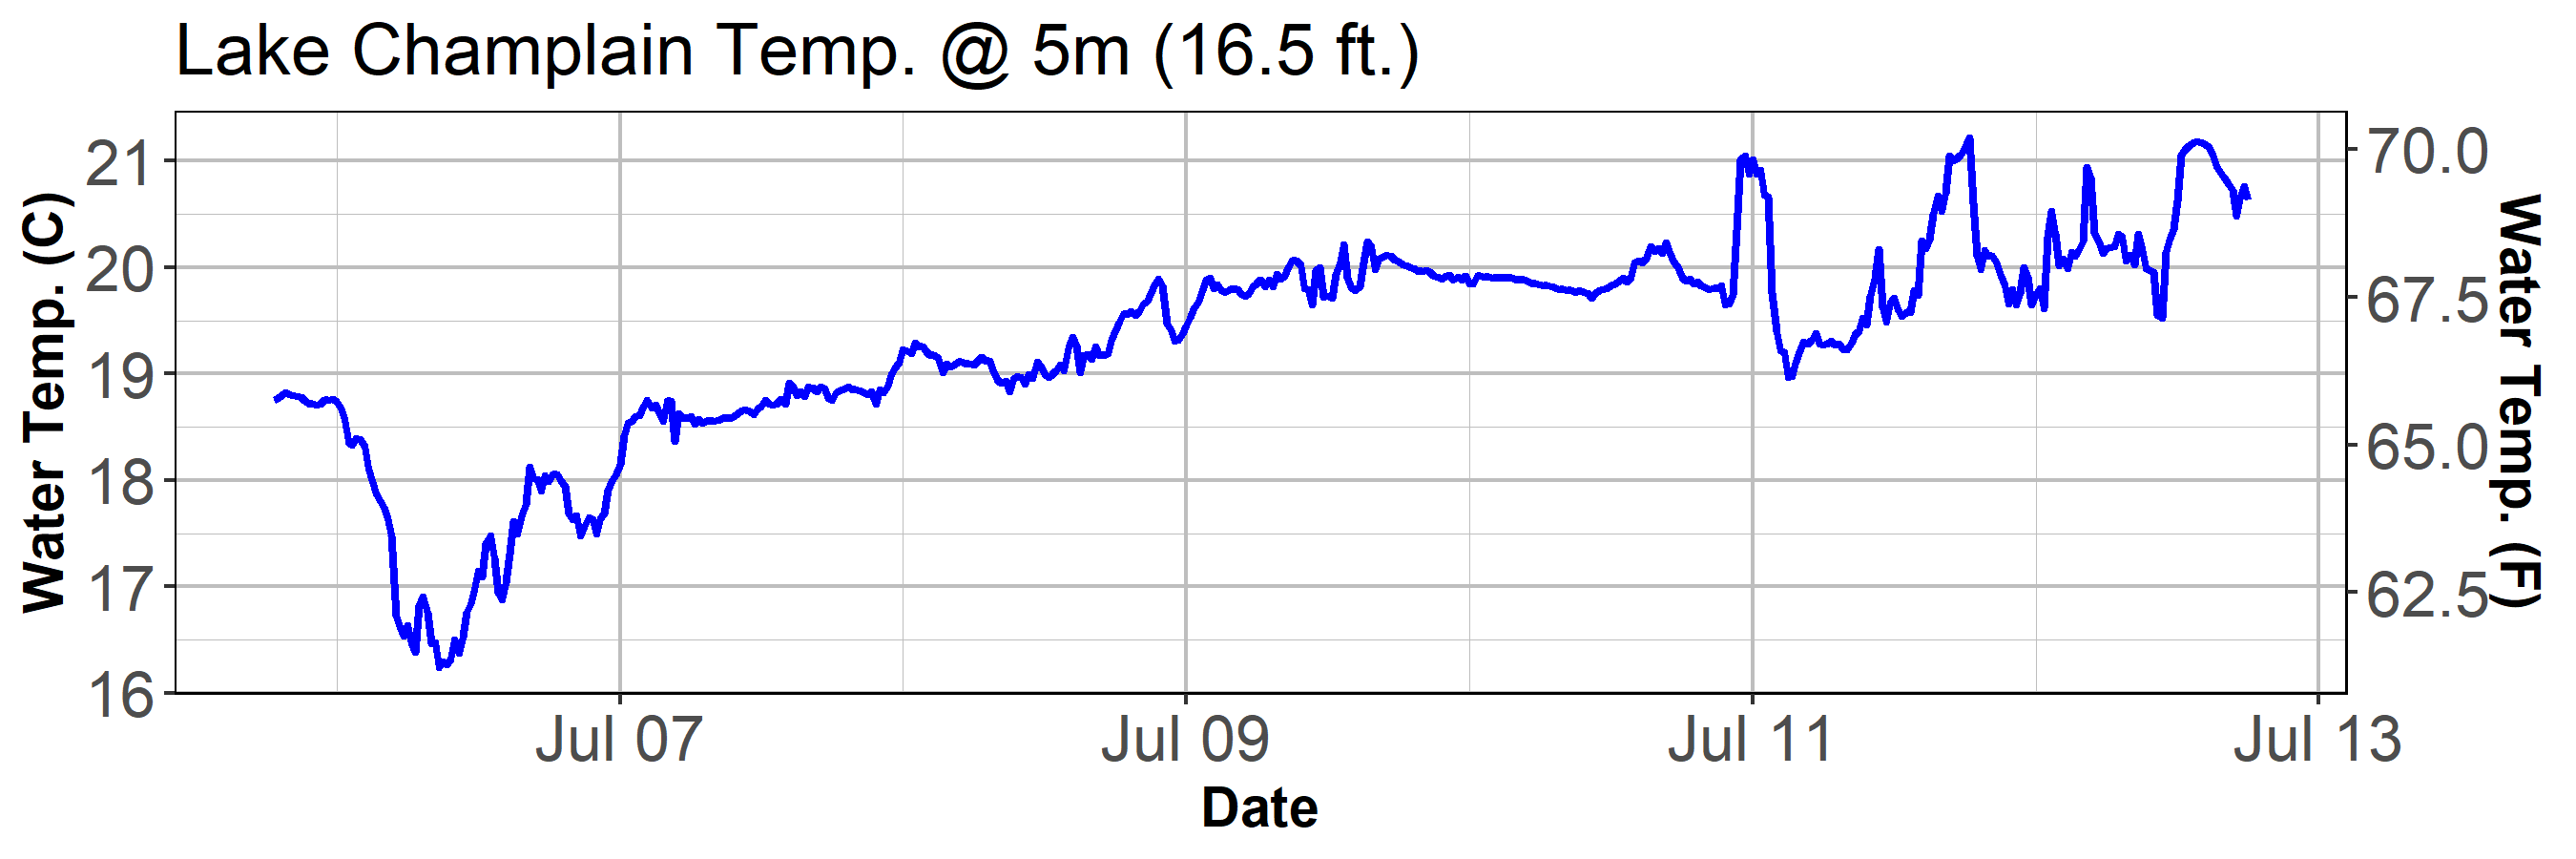 Lake Champlain Temp. @ 5m (16.5 ft.)
Water Temp. (C)
21
20
19
18
17
16
70.0
67.5
65.0
62.5
Water Temp. (F)
Jul 07 Jul 09 Jul 11 Jul 13
Date